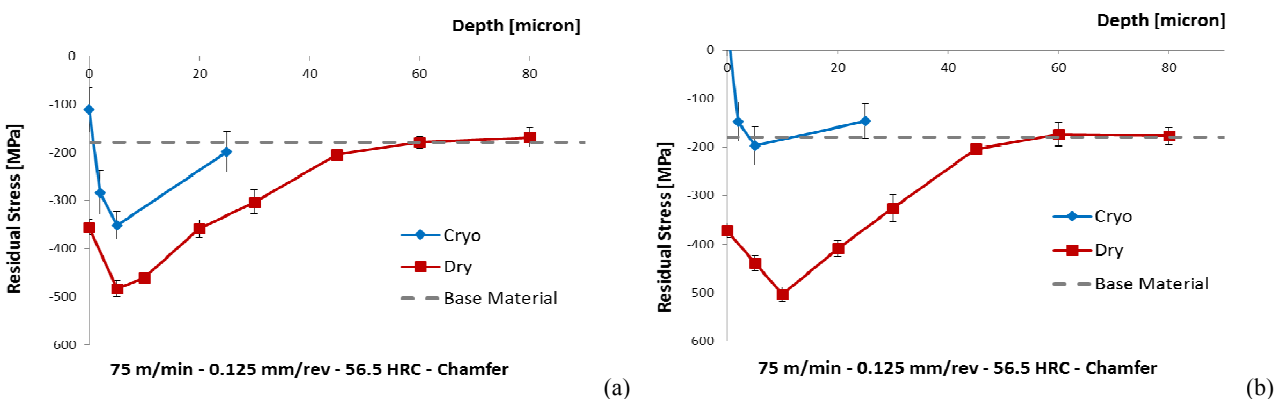 Depth [micron]
0
0
20
40
60
80
-100
-200
-300
-400
-500
600
Residual Stress [MPa]
Cryo
Dry
Base Material
75 m/min - 0.125 mm/rev - 56.5 HRC - Chamfer
(a)
Depth [micron]
0
0
20
40
60
80
-100
-200
-300
-400
500
600
Residual Stress [MPa]
Cryo
Dry
Base Material
75 m/min - 0.125 mm/rev - 56.5 HRC - Chamfer
(b)